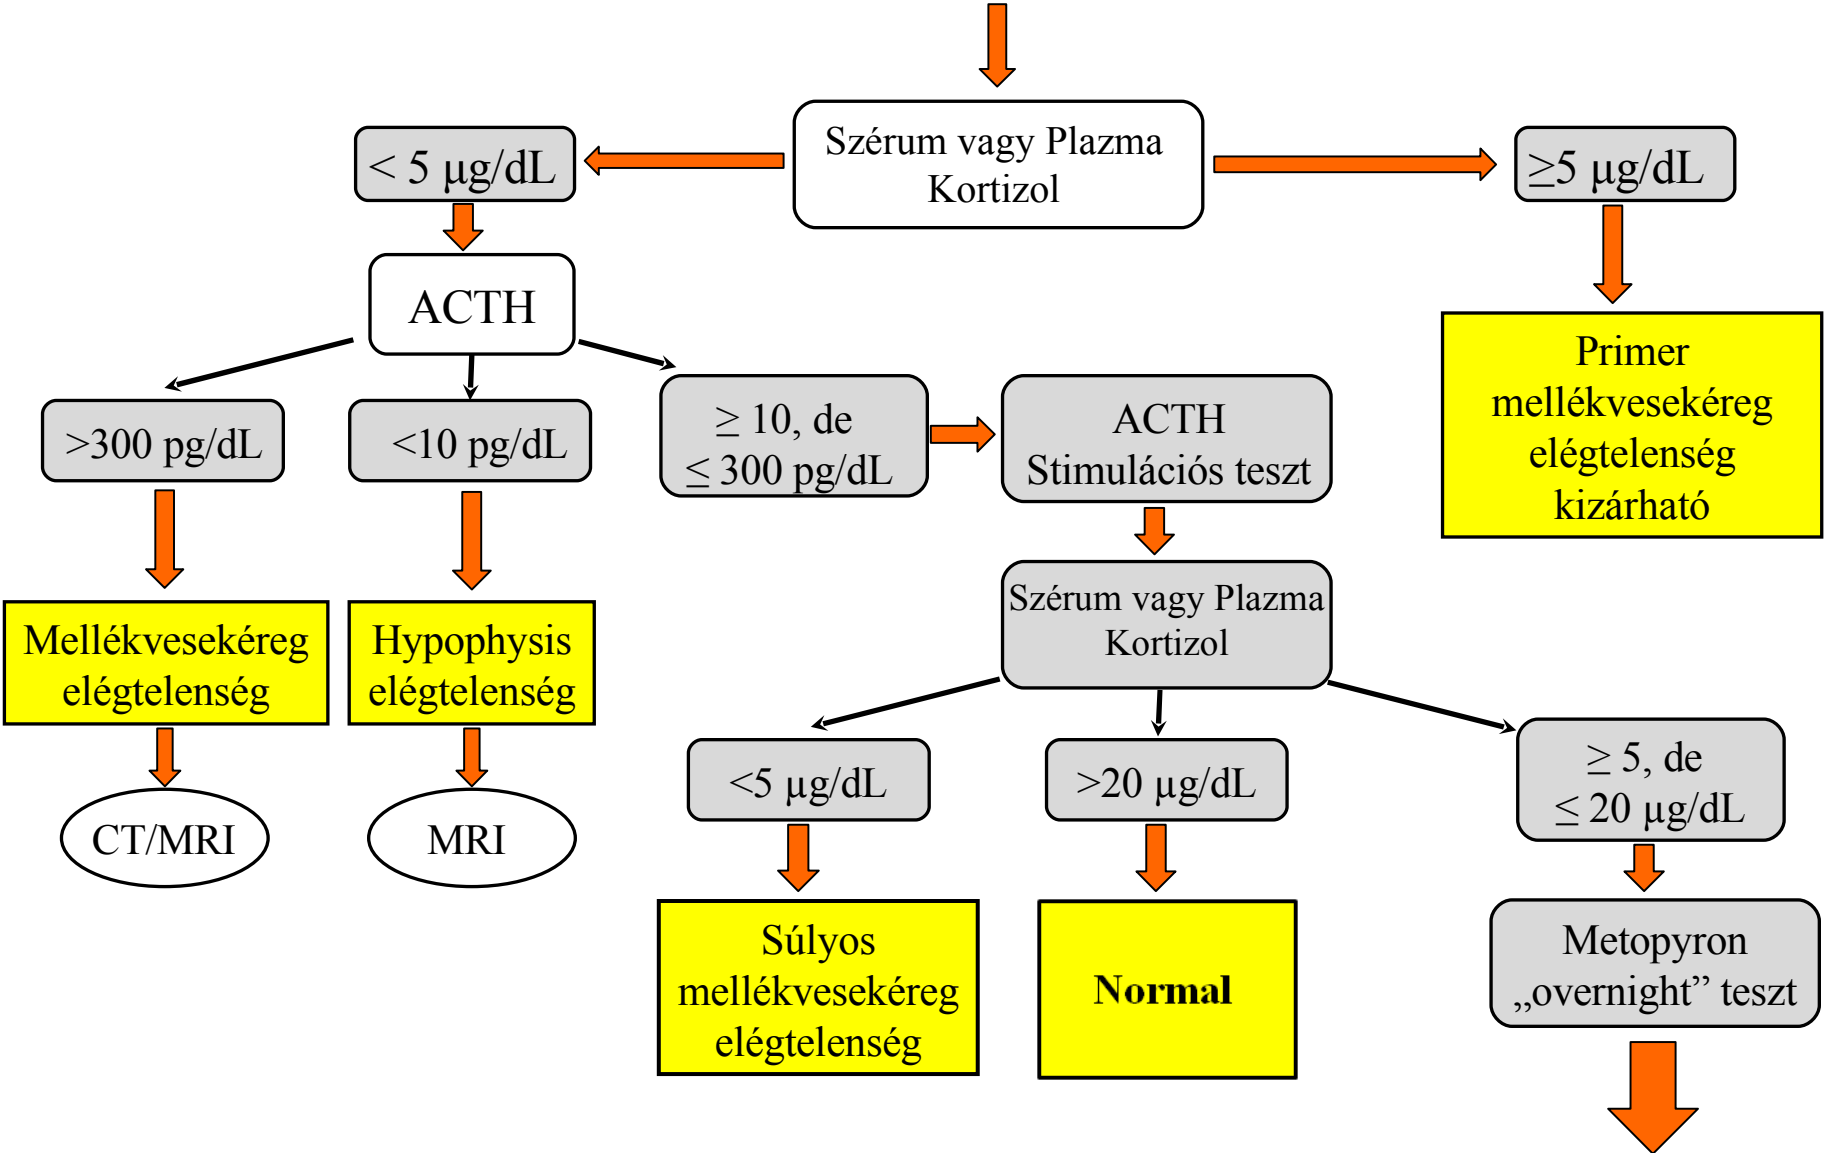 Szérum vagy Plazma
Kortizol
< 5 μg/dL
≥5 μg/dL
ACTH
>300 pg/dL
<10 pg/dL
≥ 10, de
≤ 300 pg/dL
ACTH
Stimulációs teszt
Primer
mellékvesekéreg
elégtelenség
kizárható
Mellékvesekéreg
elégtelenség
Hypophysis
elégtelenség
Szérum vagy Plazma
Kortizol
CT/MRI
MRI
<5 μg/dL
>20 μg/dL
≥ 5, de
≤ 20 μg/dL
Súlyos
mellékvesekéreg
elégtelenség
Normal
Metopyron
„overnight” teszt